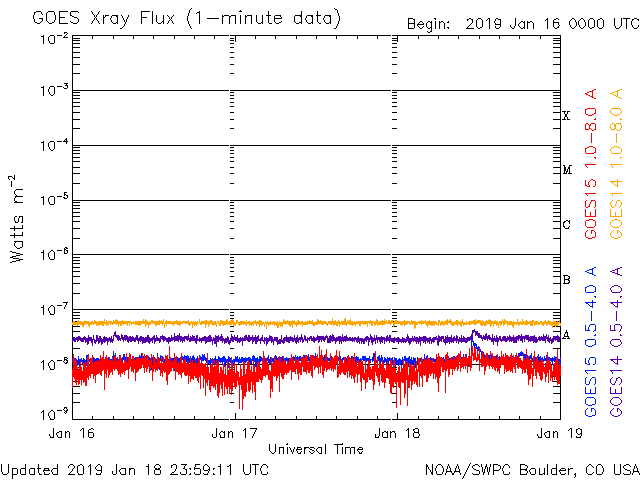 GOES Xray Flux (1-minute data)
Begin: 2019 Jan 16 0000 UTC
10⁻²
10⁻³
10⁻⁴
10⁻⁵
10⁻⁶
10⁻⁷
10⁻⁸
10⁻⁹
Watts m⁻²
X
M
C
B
A
GOES15 1.0-8.0 A
GOES14 1.0-8.0 A
GOES15 0.5-4.0 A
GOES14 0.5-4.0 A
Jan 16
Jan 17
Jan 18
Jan 19
Universal Time
Updated 2019 Jan 18 23:59:11 UTC
NOAA/SWPC Boulder, CO USA